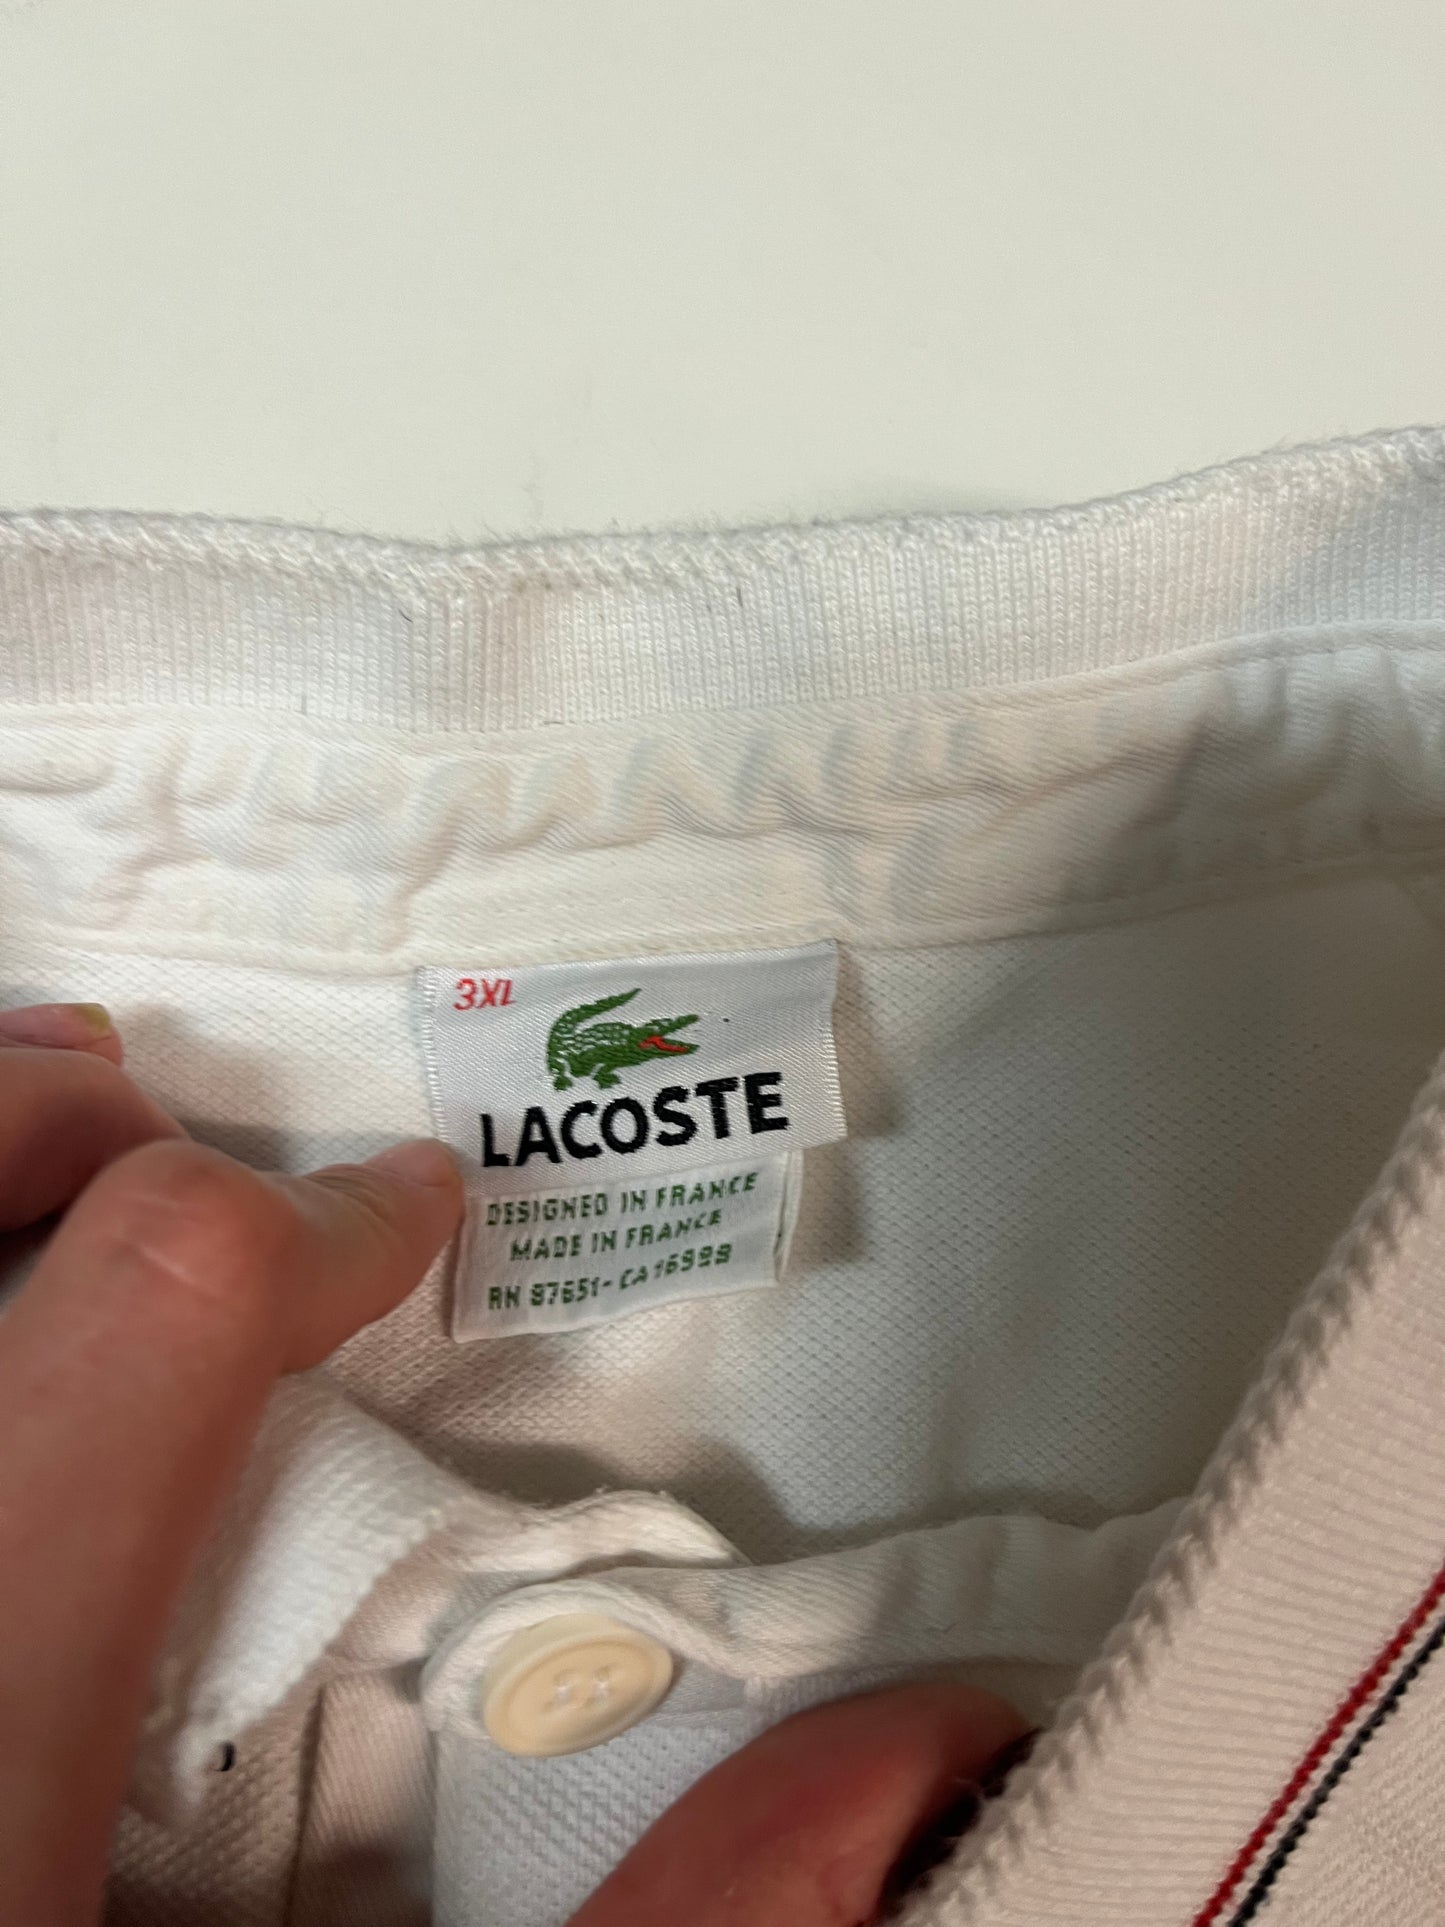 3XL
LACOSTE
DESIGNED IN FRANCE
MADE IN FRANCE
RN 87651-CA16999